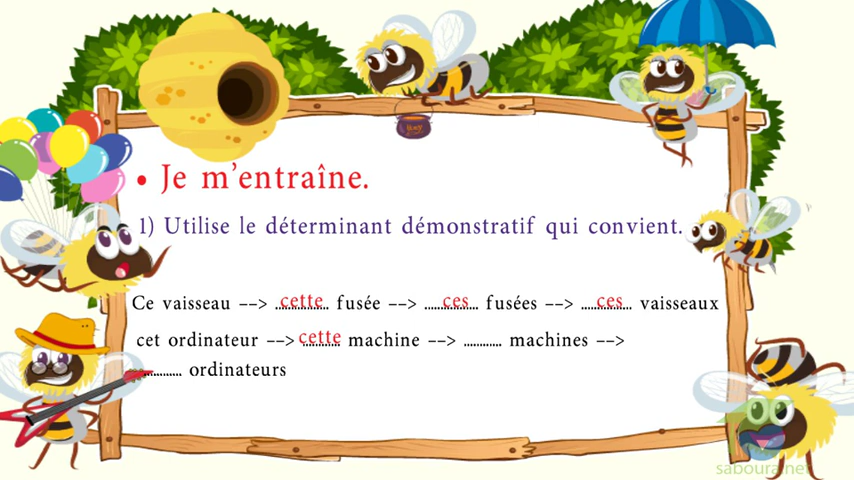 • Je m'entraîne.
1) Utilise le déterminant démonstratif qui convient.
Ce vaisseau --> ..cette.. fusée --> ......ces...... fusées --> ....ces.... vaisseaux
cet ordinateur --> cette machine --> ............ machines -->
............ ordinateurs
saboura.net